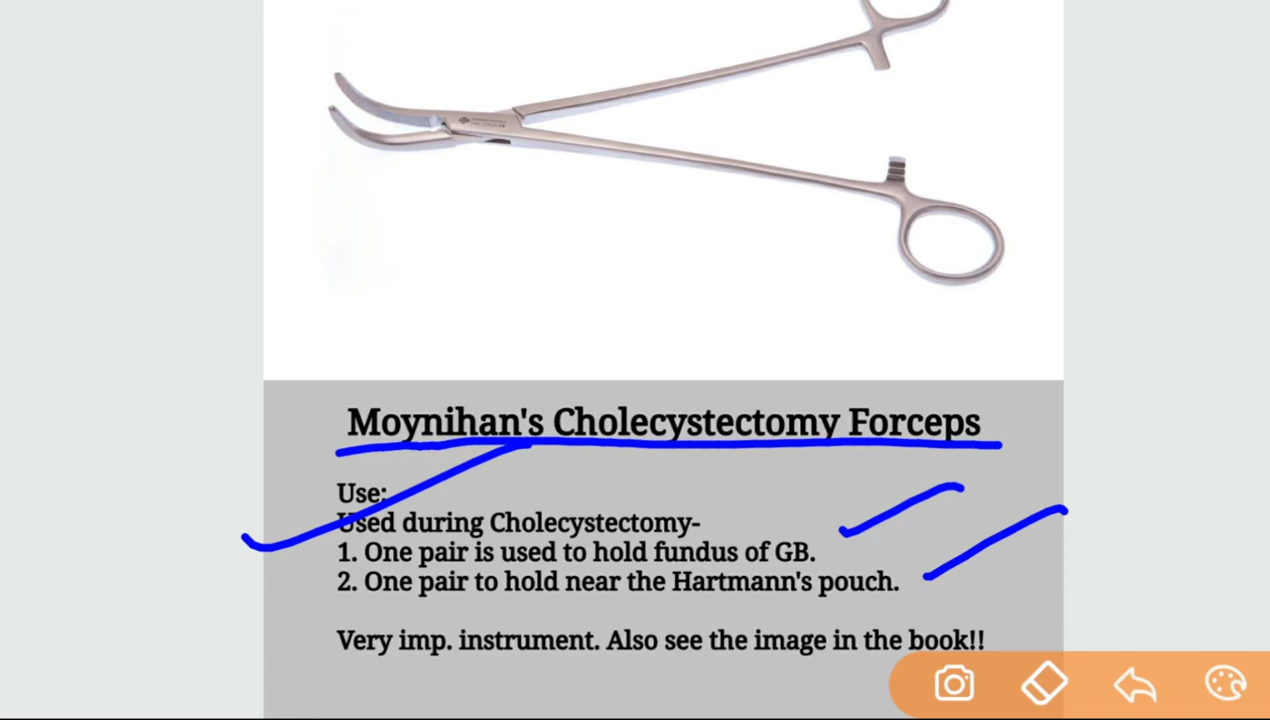 Moynihan's Cholecystectomy Forceps
Use:
Used during Cholecystectomy-
1. One pair is used to hold fundus of GB.
2. One pair to hold near the Hartmann's pouch.
Very imp. instrument. Also see the image in the book!!